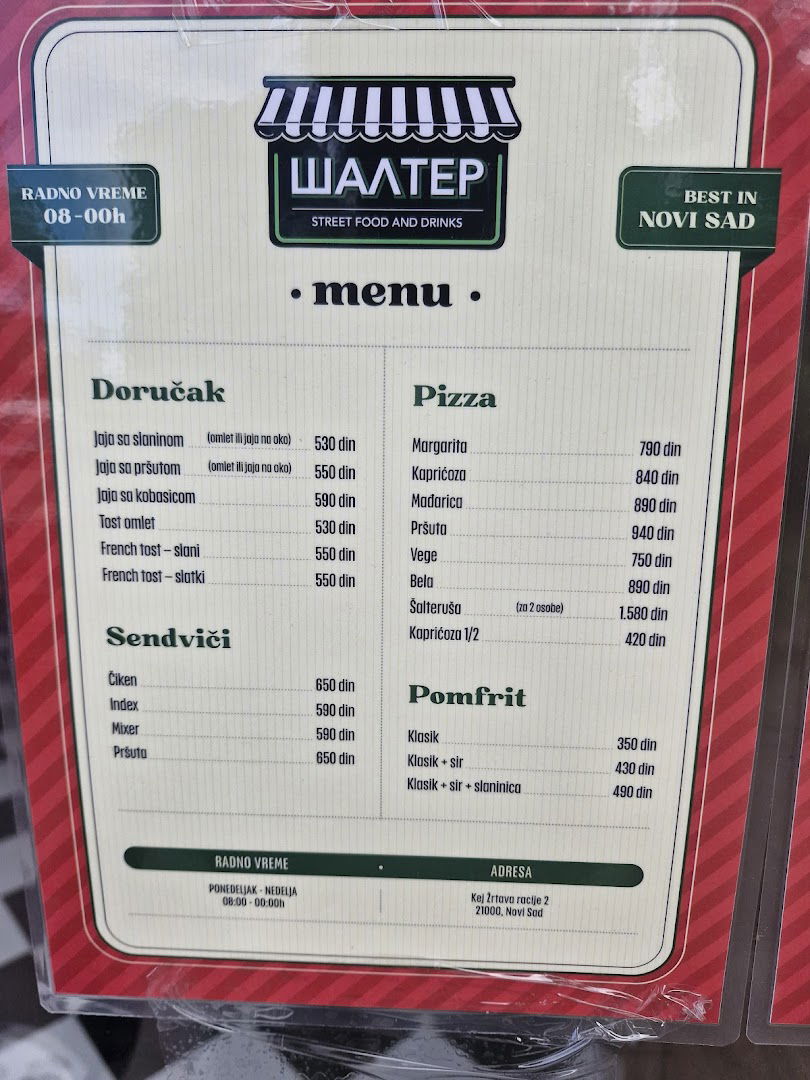 ШАЛТЕР
STREET FOOD AND DRINKS
RADNO VREME
08-00h
BEST IN
NOVI SAD
• menu •
Doručak
Jaja sa slaninom (omlet ili jaja na oko) 530 din
Jaja sa pršutom (omlet ili jaja na oko) 550 din
Jaja sa kobasicom 590 din
Tost omlet 530 din
French tost – slani 550 din
French tost – slatki 550 din
Sendviči
Čiken 650 din
Index 590 din
Mixer 590 din
Pršuta 650 din
Pizza
Margarita 790 din
Kaprićoza 840 din
Mađarica 890 din
Pršuta 940 din
Vege 750 din
Bela 890 din
Šalteruša (za 2 osobe) 1.580 din
Kaprićoza 1/2 420 din
Pomfrit
Klasik 350 din
Klasik + sir 430 din
Klasik + sir + slaninica 490 din
RADNO VREME • ADRESA
PONEDELJAK - NEDELJA
08:00 - 00:00h
Kej Žrtava racije 2
21000, Novi Sad